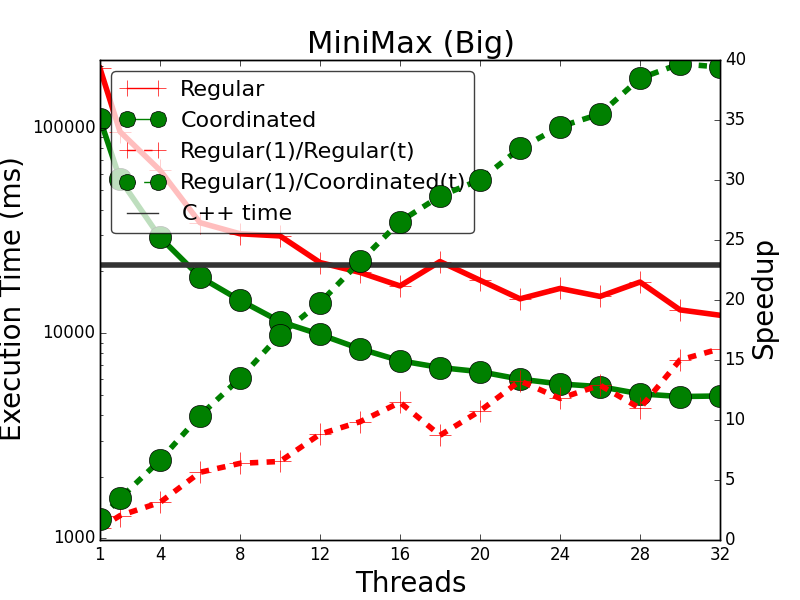 MiniMax (Big)
Execution Time (ms)
100000
10000
1000
Regular
Coordinated
Regular(1)/Regular(t)
Regular(1)/Coordinated(t)
C++ time
40
35
30
25
20
15
10
5
0
Speedup
1 4 8 12 16 20 24 28 32
Threads